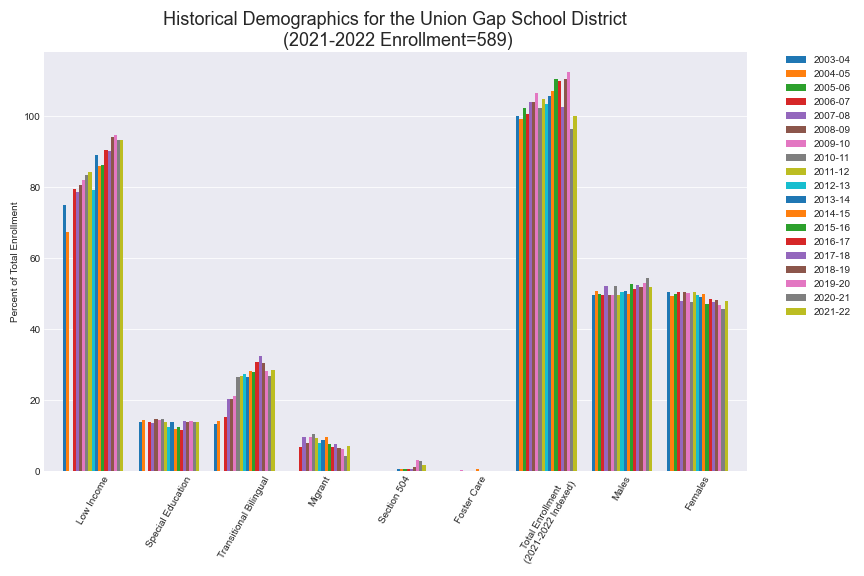 Historical Demographics for the Union Gap School District
(2021-2022 Enrollment=589)
Percent of Total Enrollment
100
80
60
40
20
0
Low Income
Special Education
Transitional Bilingual
Migrant
Section 504
Foster Care
Total Enrollment
(2021-2022 Indexed)
Males
Females
2003-04
2004-05
2005-06
2006-07
2007-08
2008-09
2009-10
2010-11
2011-12
2012-13
2013-14
2014-15
2015-16
2016-17
2017-18
2018-19
2019-20
2020-21
2021-22